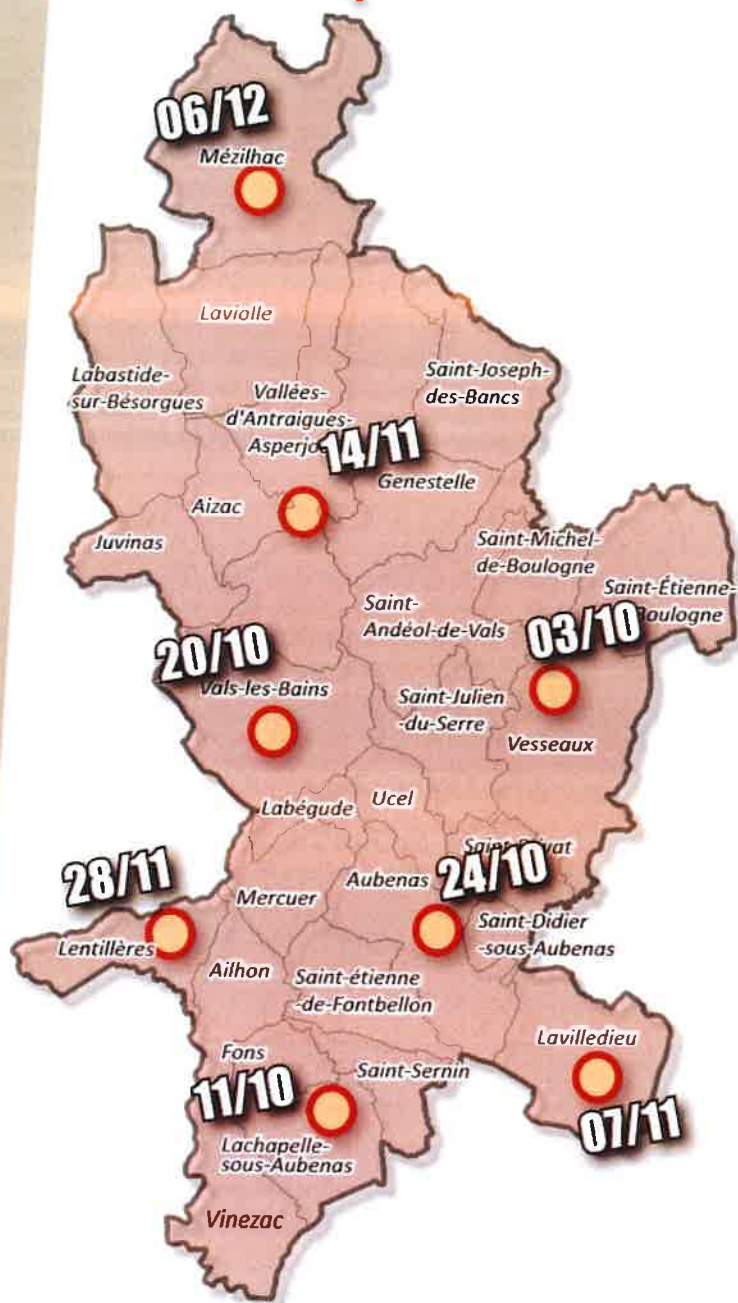 06/12
Mézilhac
Laviolle
Labastide-
sur-Bésorgues
Vallées-
d'Antraigues-
Saint-Joseph-
des-Bancs
14/11
Genestelle
Aizac
Juvinas
Saint-Michel-
de-Boulogne
Saint-Étienne-
Boulogne
Saint-
Andéol-de-Vals
03/10
20/10
Vals-les-Bains
Saint-Julien
-du-Serre
Vesseaux
Labégude
Ucel
28/11
Mercuer
Aubenas
24/10
Lentillères
Saint-Didier
-sous-Aubenas
Ailhon
Saint-étienne
-de-Fontbellon
Lavilledieu
Fons
Saint-Sernin
11/10
07/11
Lachapelle-
sous-Aubenas
Vinezac